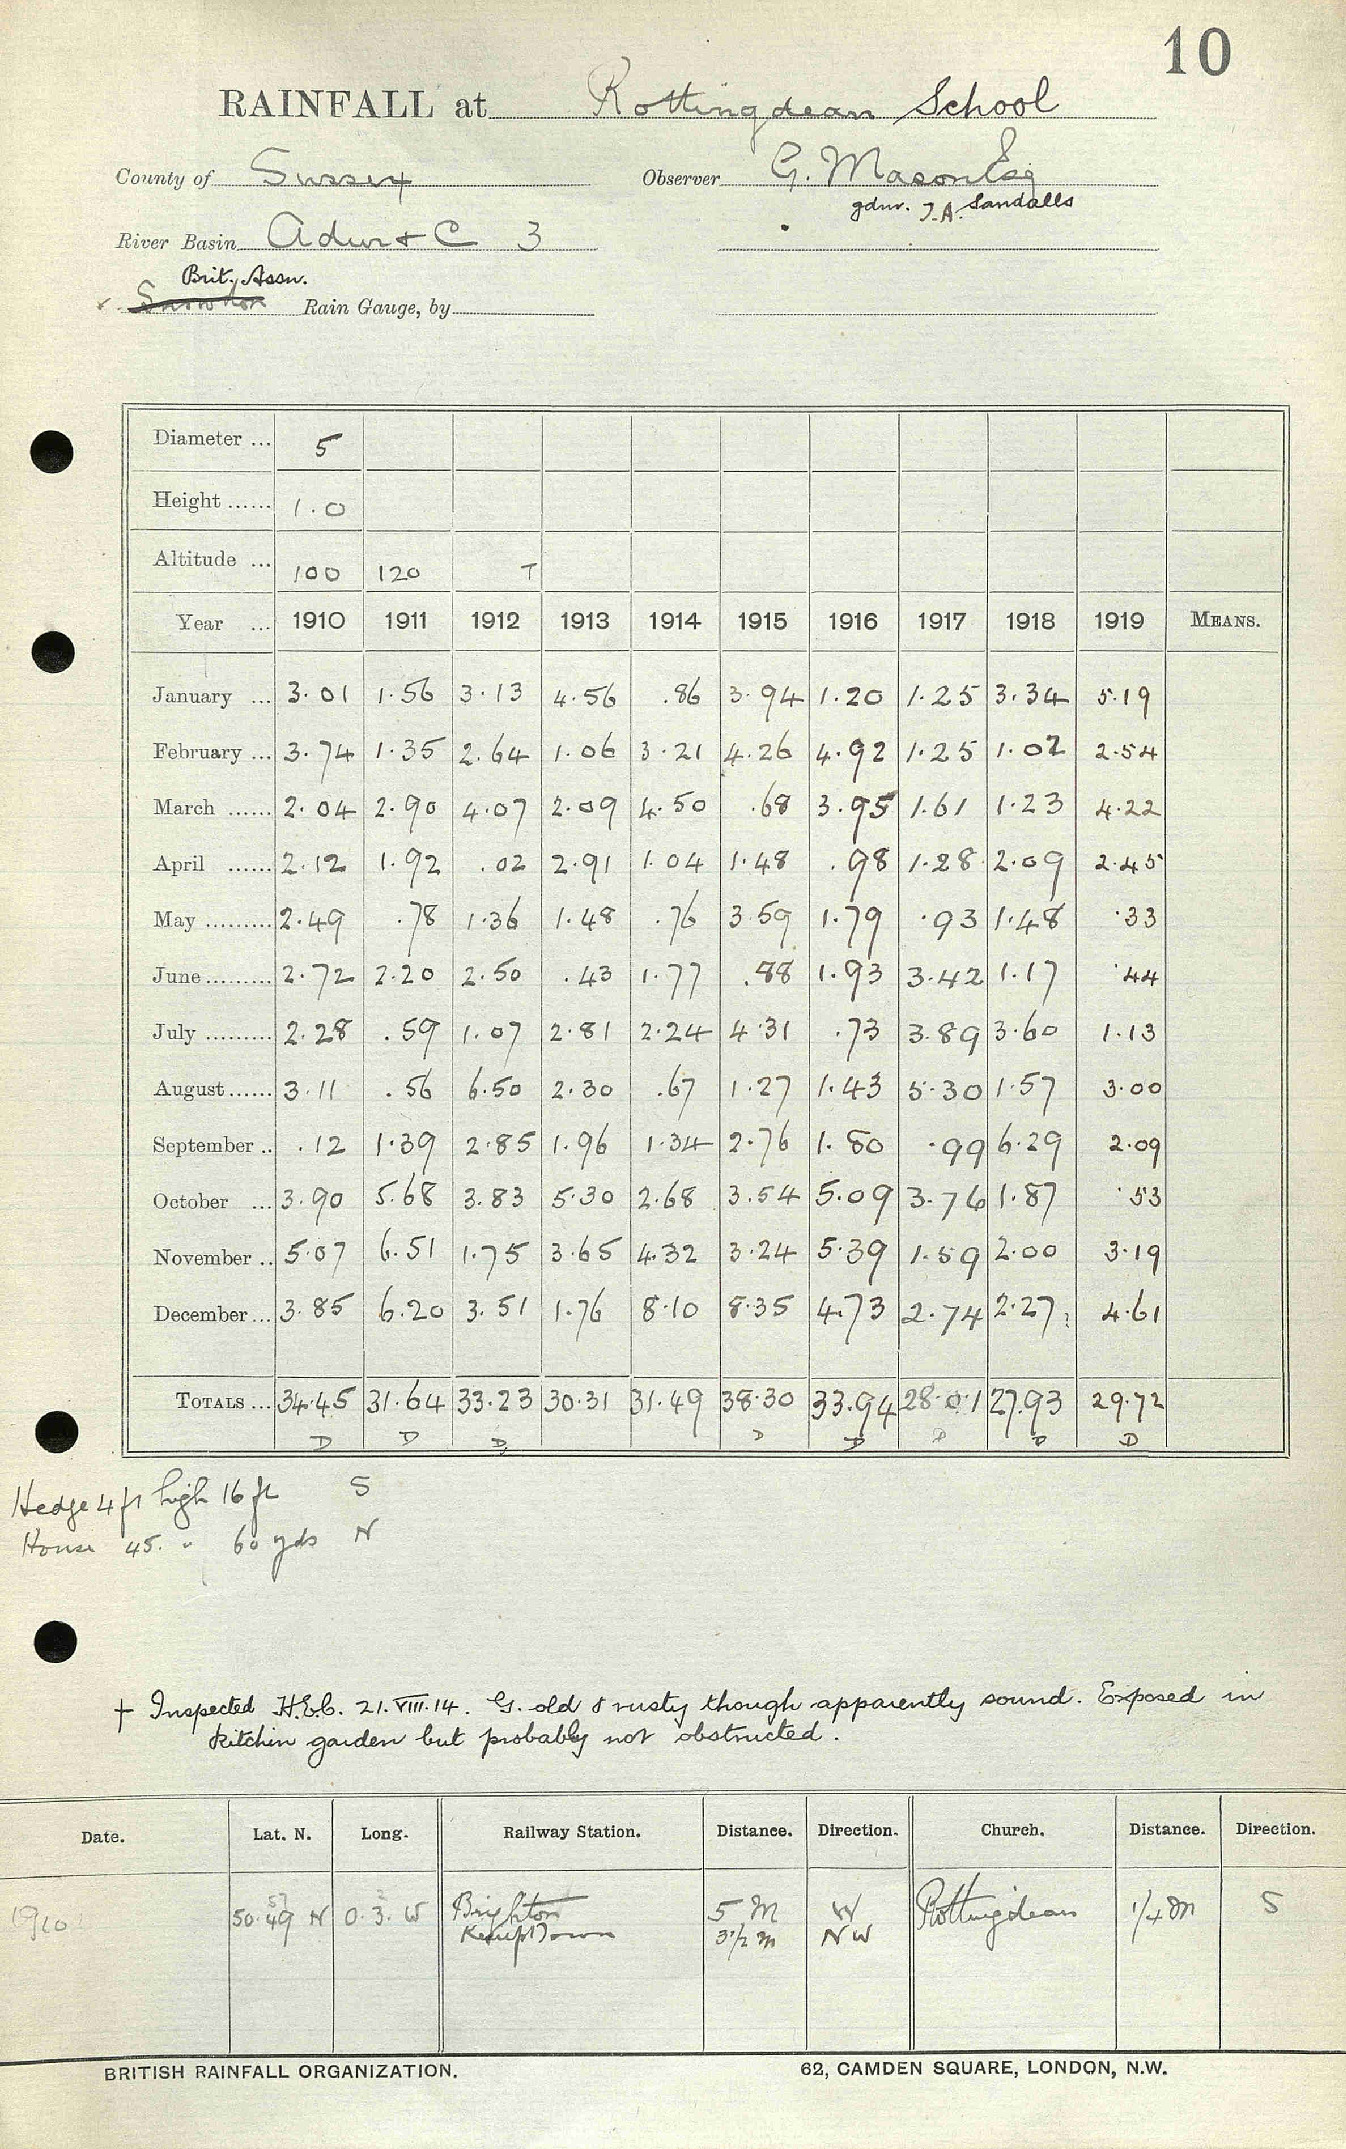 10
RAINFALL at Rottingdean School
County of Sussex Observer G. Mason Esq
gdnr. J.A. Sandalls
River Basin Adur & C 3
Brit. Assn.
Snowdon Rain Gauge, by
Diameter ... 5
Height ...... 1.0
Altitude ... 100 120 T
Year ... 1910 1911 1912 1913 1914 1915 1916 1917 1918 1919 MEANS.
January ... 3.01 1.56 3.13 4.56 .86 3.94 1.20 1.25 3.34 5.19
February ... 3.74 1.35 2.64 1.06 3.21 4.26 4.92 1.25 1.02 2.54
March ...... 2.04 2.90 4.07 2.09 4.50 .68 3.95 1.61 1.23 4.22
April ...... 2.12 1.92 .02 2.91 1.04 1.48 .98 1.28 2.09 2.45
May ......... 2.49 .78 1.36 1.48 .76 3.59 1.79 .93 1.48 .33
June ......... 2.72 2.20 2.50 .43 1.77 .88 1.93 3.42 1.17 .44
July ......... 2.28 .59 1.07 2.81 2.24 4.31 .73 3.89 3.60 1.13
August ...... 3.11 .56 6.50 2.30 .67 1.27 1.43 5.30 1.57 3.00
September .. .12 1.39 2.85 1.96 1.34 2.76 1.80 .99 6.29 2.09
October ... 3.90 5.68 3.83 5.30 2.68 3.54 5.09 3.76 1.87 .53
November .. 5.07 6.51 1.75 3.65 4.32 3.24 5.39 1.59 2.00 3.19
December ... 3.85 6.20 3.51 1.76 8.10 8.35 4.73 2.74 2.27 4.61
TOTALS ... 34.45 31.64 33.23 30.31 31.49 38.30 33.94 28.01 27.93 29.72
D D D D D D D D
Hedge 4 ft high 16 ft S
House 45. " 60 yds N
† Inspected H.E.C. 21.VIII.14. G. old & rusty though apparently sound. Exposed in
kitchin garden but probably not obstructed.
Date. Lat. N. Long. Railway Station. Distance. Direction. Church. Distance. Direction.
1910 50.49 N 0.3. W Brighton 5 M W Rottingdean 1/4 M S
Kemp Town 3 1/2 m NW
BRITISH RAINFALL ORGANIZATION. 62, CAMDEN SQUARE, LONDON, N.W.